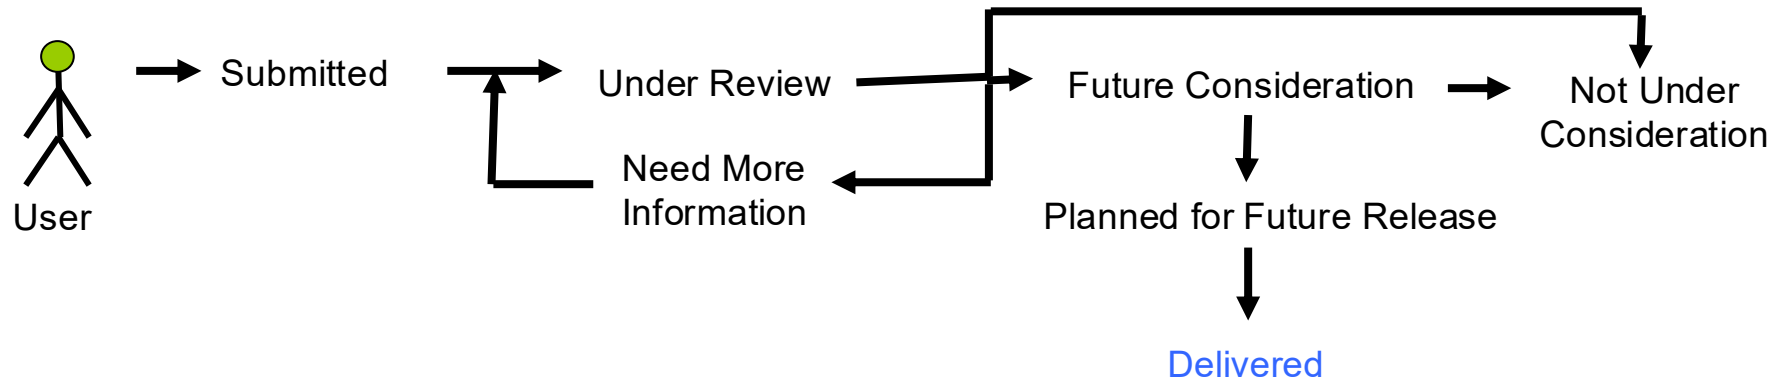 Submitted
Under Review
Future Consideration
Not Under
Consideration
Need More
Information
User
Planned for Future Release
Delivered